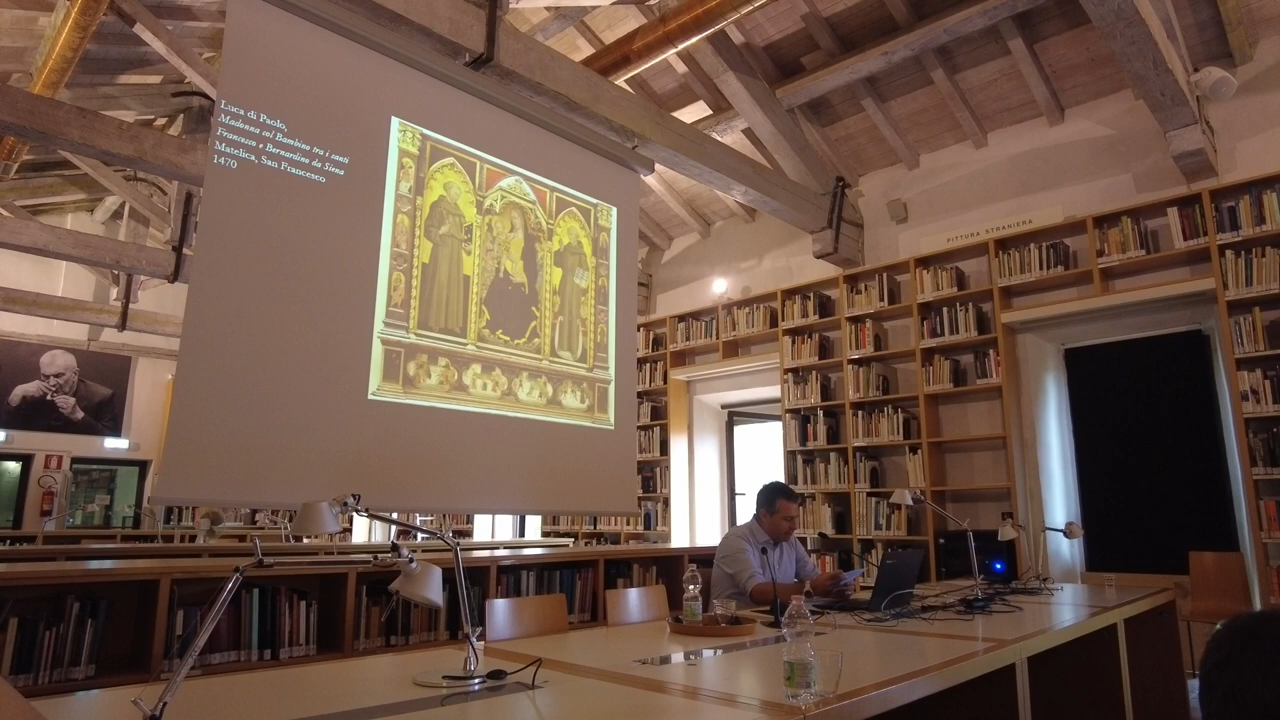 Luca di Paolo,
Madonna col Bambino tra i santi
Francesco e Bernardino da Siena
Matelica, San Francesco
1470
PITTURA STRANIERA